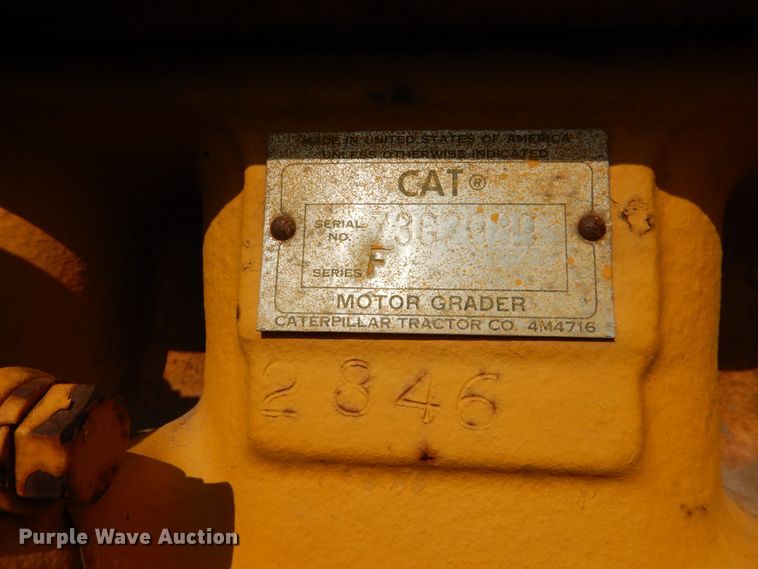 MADE IN UNITED STATES OF AMERICA
UNLESS OTHERWISE INDICATED
CAT®
SERIAL NO.
SERIES F
MOTOR GRADER
CATERPILLAR TRACTOR CO. 4M4716
2846
Purple Wave Auction